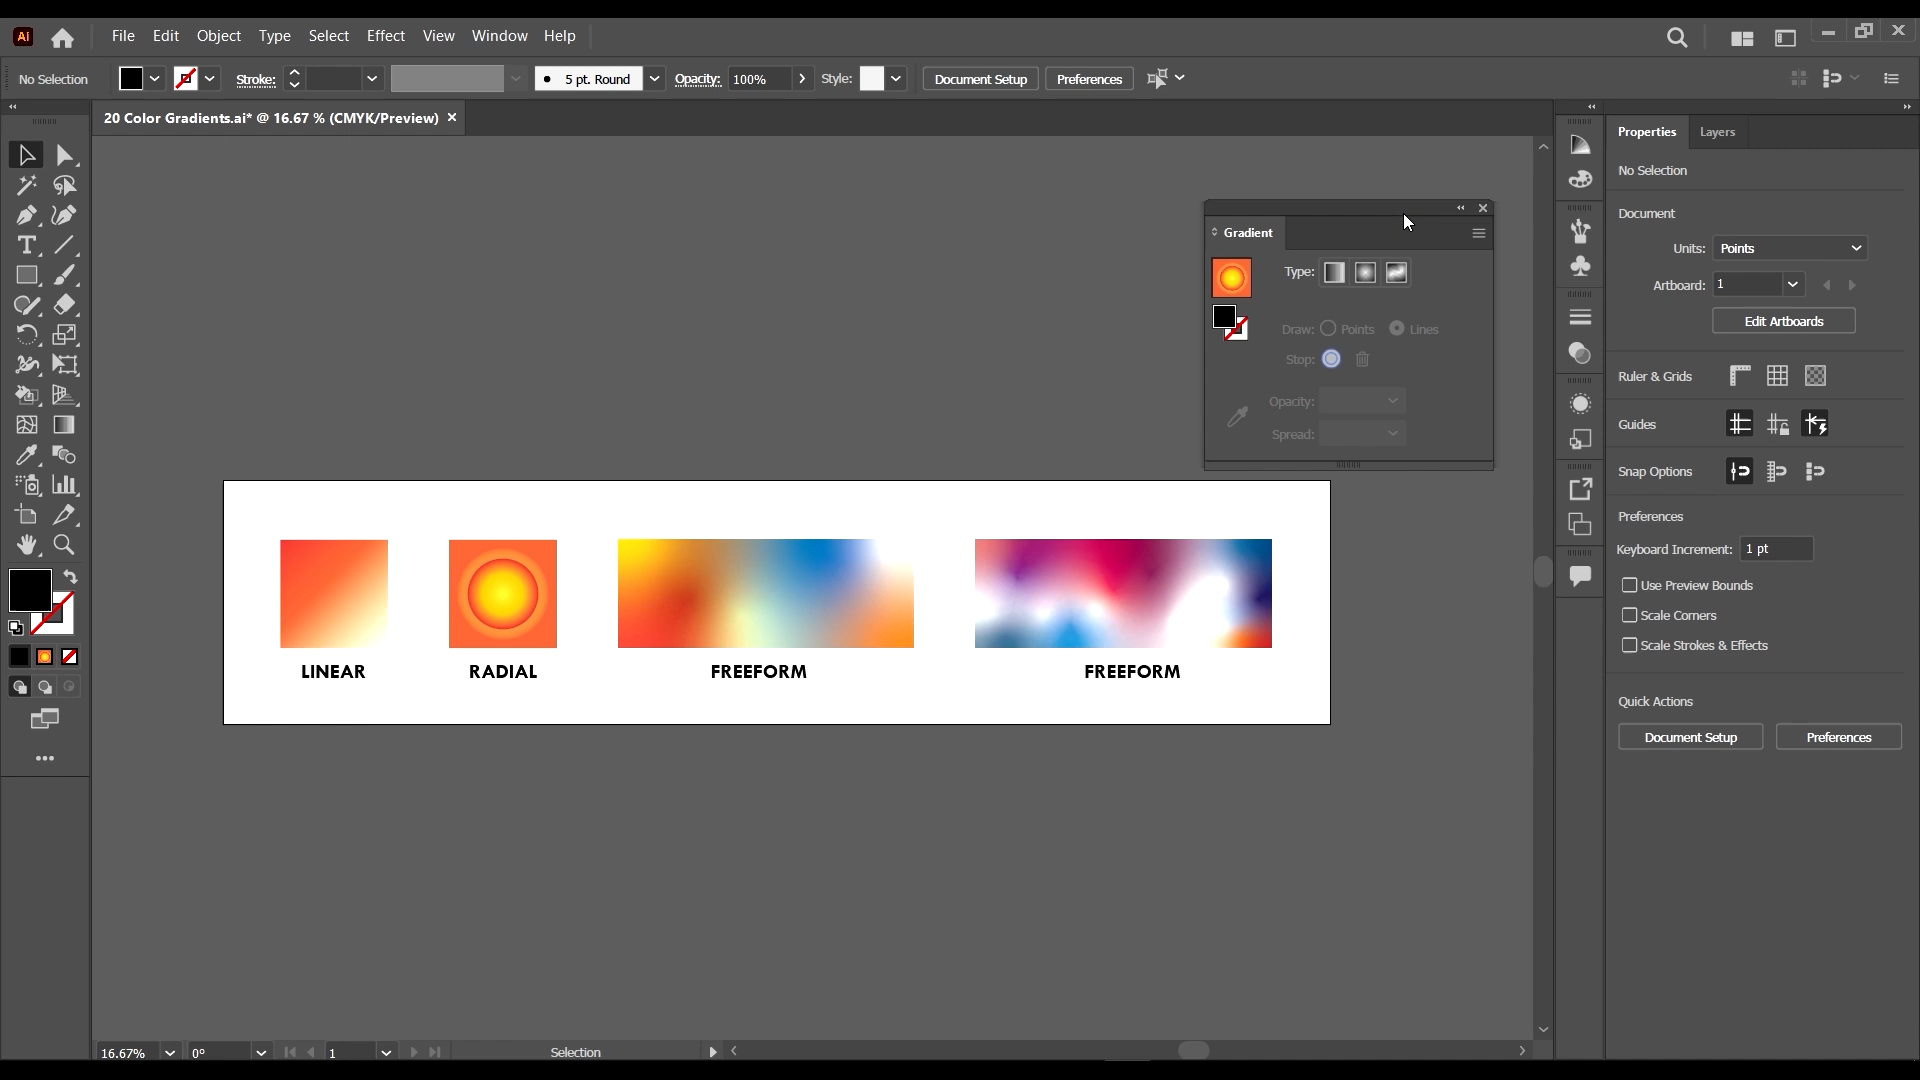 Ai File Edit Object Type Select Effect View Window Help
No Selection Stroke: 5 pt. Round Opacity: 100% Style: Document Setup Preferences
20 Color Gradients.ai* @ 16.67 % (CMYK/Preview)
Gradient
Type:
Draw: Points Lines
Stop:
Opacity:
Spread:
LINEAR RADIAL FREEFORM FREEFORM
16.67% 0° 1 Selection
Properties Layers
No Selection
Document
Units: Points
Artboard: 1
Edit Artboards
Ruler & Grids
Guides
Snap Options
Preferences
Keyboard Increment: 1 pt
Use Preview Bounds
Scale Corners
Scale Strokes & Effects
Quick Actions
Document Setup Preferences